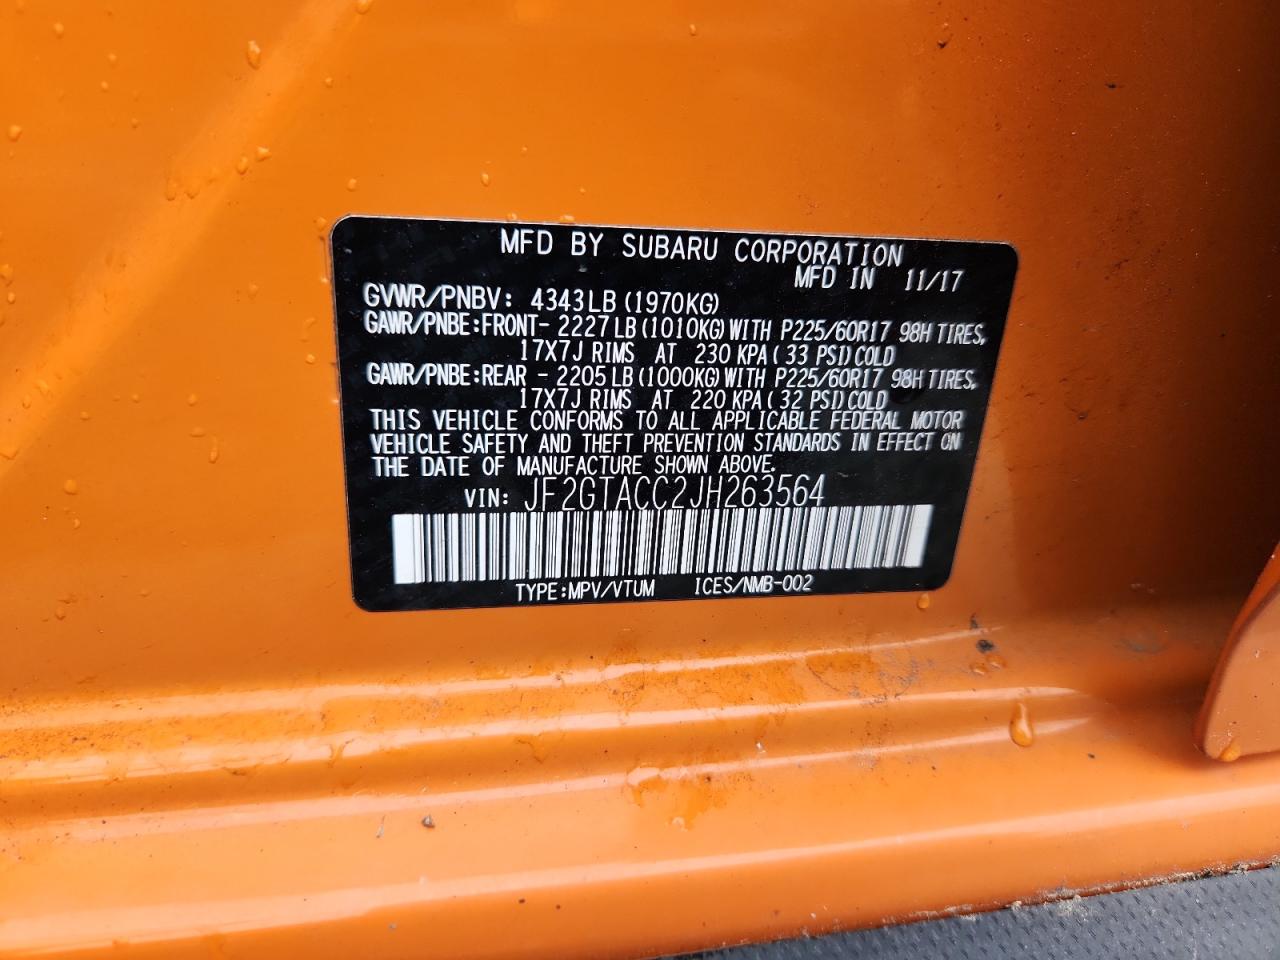 MFD BY SUBARU CORPORATION
MFD IN 11/17
GVWR/PNBV: 4343LB (1970KG)
GAWR/PNBE:FRONT- 2227LB (1010KG) WITH P225/60R17 98H TIRES,
17X7J RIMS AT 230 KPA ( 33 PSI) COLD
GAWR/PNBE:REAR - 2205LB (1000KG) WITH P225/60R17 98H TIRES,
17X7J RIMS AT 220 KPA ( 32 PSI) COLD
THIS VEHICLE CONFORMS TO ALL APPLICABLE FEDERAL MOTOR
VEHICLE SAFETY AND THEFT PREVENTION STANDARDS IN EFFECT ON
THE DATE OF MANUFACTURE SHOWN ABOVE.
VIN: JF2GTACC2JH263564
TYPE:MPV/VTUM ICES/NMB-002